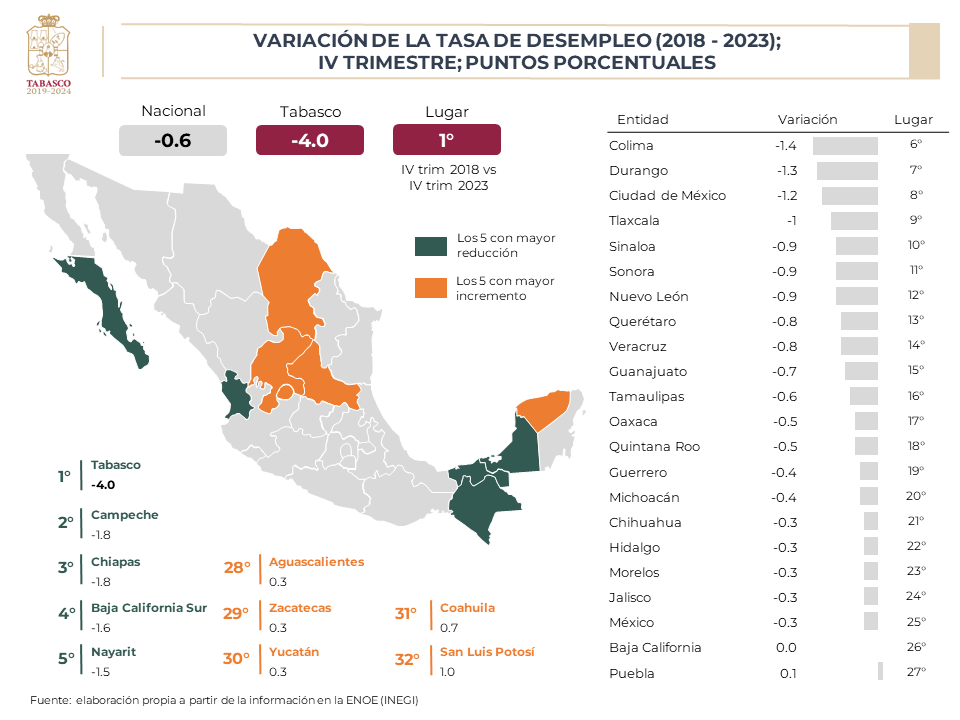 TABASCO
2019-2024
VARIACIÓN DE LA TASA DE DESEMPLEO (2018 - 2023);
IV TRIMESTRE; PUNTOS PORCENTUALES
Nacional
-0.6
Tabasco
-4.0
Lugar
1°
IV trim 2018 vs
IV trim 2023
Los 5 con mayor
reducción
Los 5 con mayor
incremento
1° Tabasco
-4.0
2° Campeche
-1.8
3° Chiapas
-1.8
4° Baja California Sur
-1.6
5° Nayarit
-1.5
28° Aguascalientes
0.3
29° Zacatecas
0.3
30° Yucatán
0.3
31° Coahuila
0.7
32° San Luis Potosí
1.0
Entidad Variación Lugar
Colima -1.4 6°
Durango -1.3 7°
Ciudad de México -1.2 8°
Tlaxcala -1 9°
Sinaloa -0.9 10°
Sonora -0.9 11°
Nuevo León -0.9 12°
Querétaro -0.8 13°
Veracruz -0.8 14°
Guanajuato -0.7 15°
Tamaulipas -0.6 16°
Oaxaca -0.5 17°
Quintana Roo -0.5 18°
Guerrero -0.4 19°
Michoacán -0.4 20°
Chihuahua -0.3 21°
Hidalgo -0.3 22°
Morelos -0.3 23°
Jalisco -0.3 24°
México -0.3 25°
Baja California 0.0 26°
Puebla 0.1 27°
Fuente: elaboración propia a partir de la información en la ENOE (INEGI)